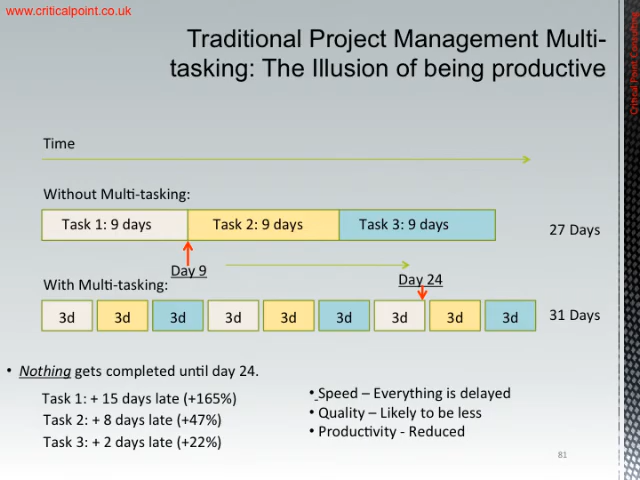 www.criticalpoint.co.uk
Traditional Project Management Multi-
tasking: The Illusion of being productive
Time
Without Multi-tasking:
Task 1: 9 days
Task 2: 9 days
Task 3: 9 days
27 Days
Day 9
Day 24
With Multi-tasking:
3d
3d
3d
3d
3d
3d
3d
3d
3d
31 Days
• Nothing gets completed until day 24.
Task 1: + 15 days late (+165%)
Task 2: + 8 days late (+47%)
Task 3: + 2 days late (+22%)
• Speed – Everything is delayed
• Quality – Likely to be less
• Productivity - Reduced
81